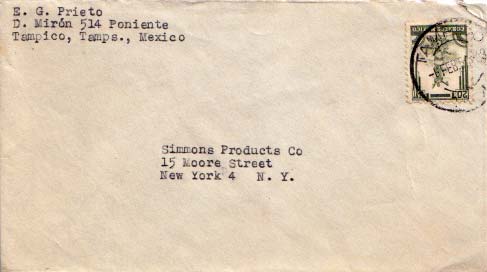 E. G. Prieto
D. Mirón 514 Poniente
Tampico, Tamps., Mexico
Simmons Products Co
15 Moore Street
New York 4 N. Y.